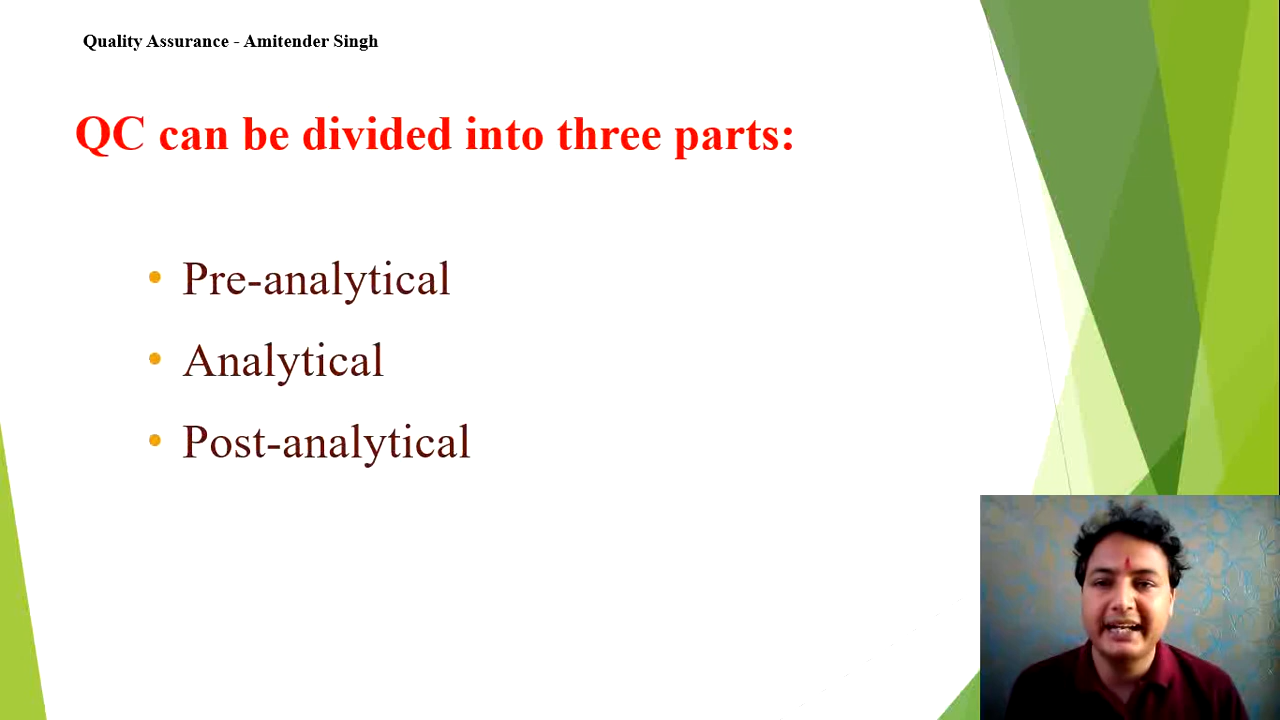 Quality Assurance - Amitender Singh
QC can be divided into three parts:
• Pre-analytical
• Analytical
• Post-analytical